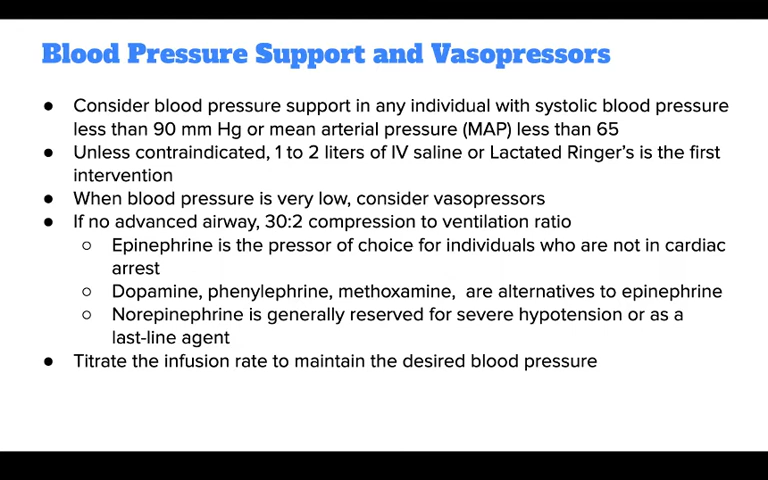 Blood Pressure Support and Vasopressors
● Consider blood pressure support in any individual with systolic blood pressure
less than 90 mm Hg or mean arterial pressure (MAP) less than 65
● Unless contraindicated, 1 to 2 liters of IV saline or Lactated Ringer's is the first
intervention
● When blood pressure is very low, consider vasopressors
● If no advanced airway, 30:2 compression to ventilation ratio
○ Epinephrine is the pressor of choice for individuals who are not in cardiac
arrest
○ Dopamine, phenylephrine, methoxamine, are alternatives to epinephrine
○ Norepinephrine is generally reserved for severe hypotension or as a
last-line agent
● Titrate the infusion rate to maintain the desired blood pressure